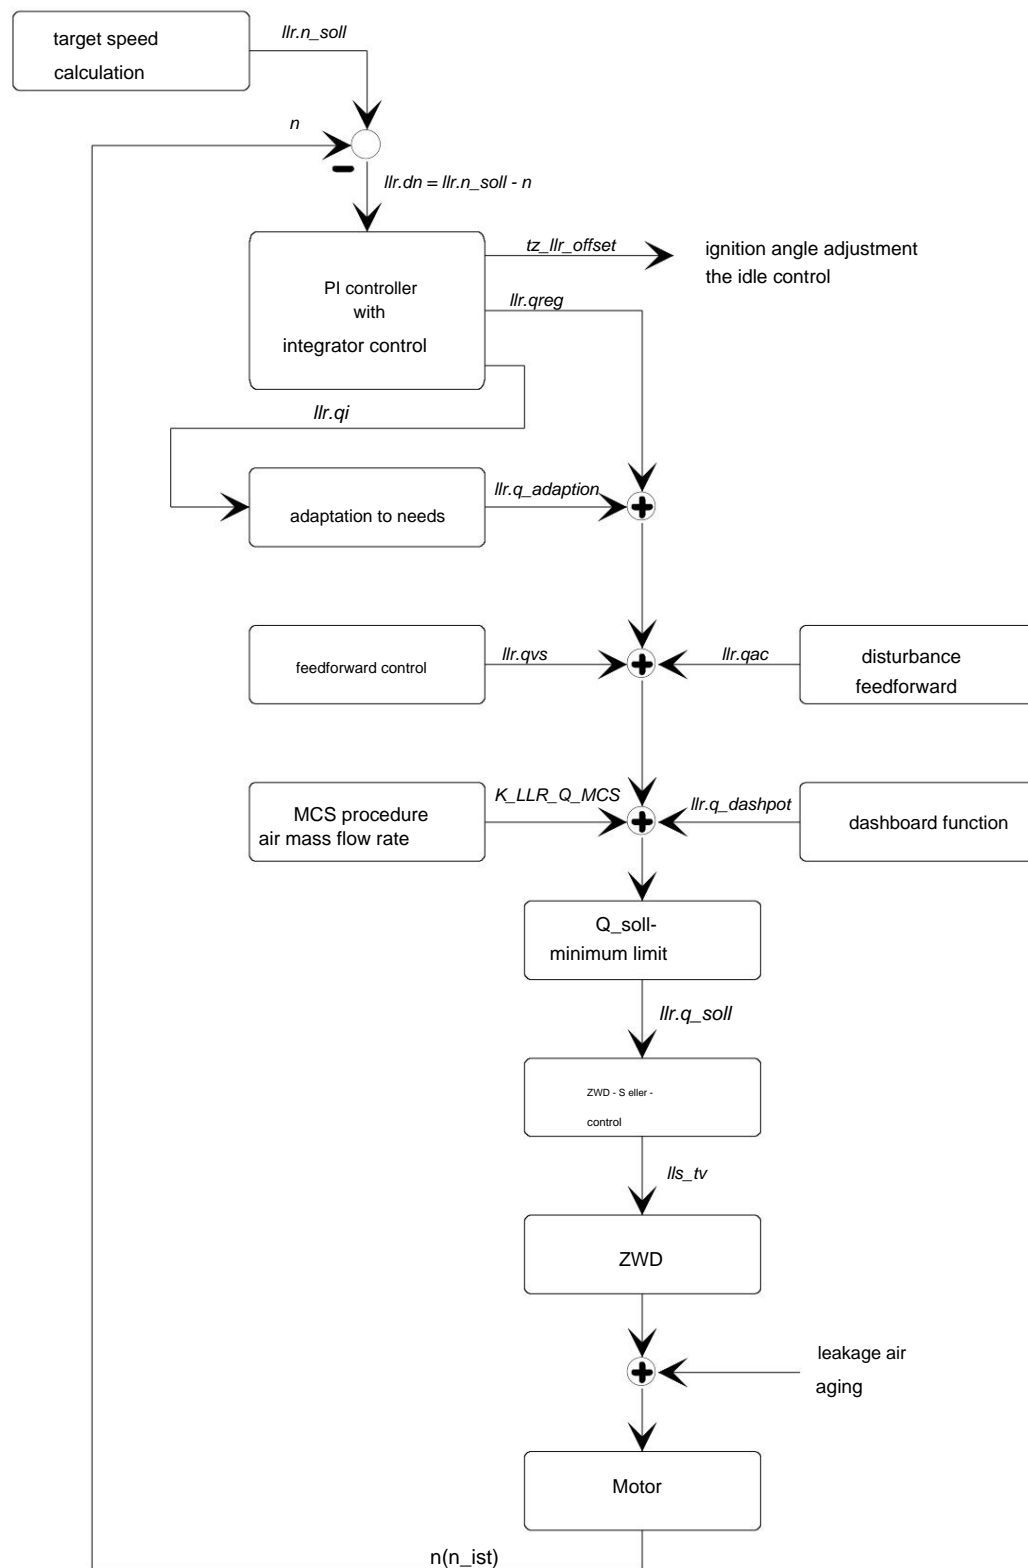 target speed
calculation
llr.n_soll
n
llr.dn = llr.n_soll - n
PI controller
with
integrator control
tz_llr_offset
ignition angle adjustment
the idle control
llr.qreg
llr.qi
adaptation to needs
llr.q_adaption
feedforward control
llr.qvs
llr.qac
disturbance
feedforward
MCS procedure
air mass flow rate
K_LLR_Q_MCS
llr.q_dashpot
dashboard function
Q_soll-
minimum limit
llr.q_soll
ZWD - S eller -
control
lls_tv
ZWD
leakage air
aging
Motor
n(n_ist)